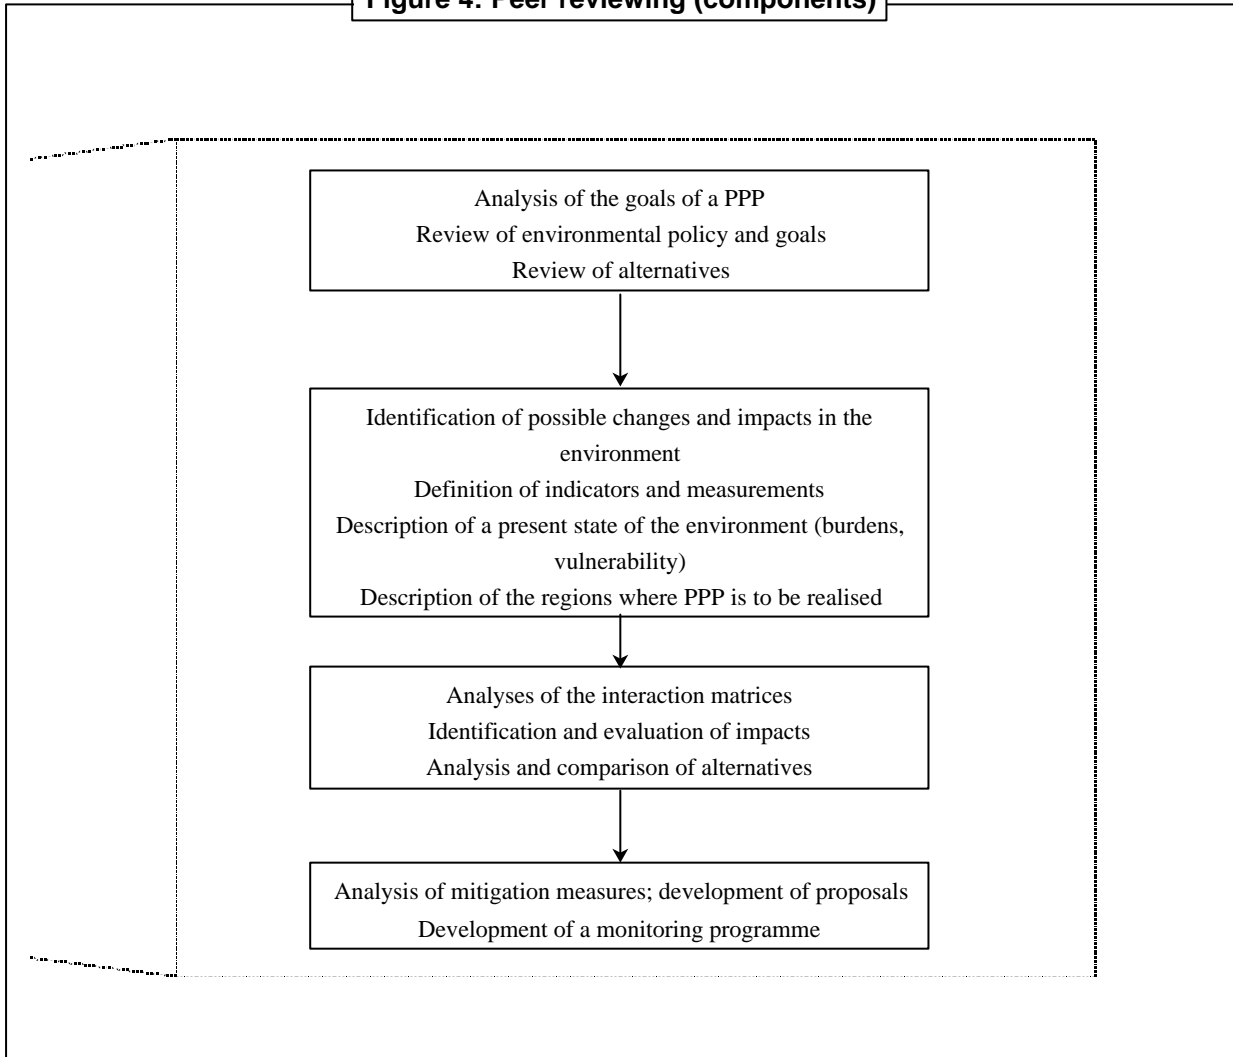 Figure 4: Peer reviewing (components)
Analysis of the goals of a PPP
Review of environmental policy and goals
Review of alternatives
Identification of possible changes and impacts in the
environment
Definition of indicators and measurements
Description of a present state of the environment (burdens,
vulnerability)
Description of the regions where PPP is to be realised
Analyses of the interaction matrices
Identification and evaluation of impacts
Analysis and comparison of alternatives
Analysis of mitigation measures; development of proposals
Development of a monitoring programme